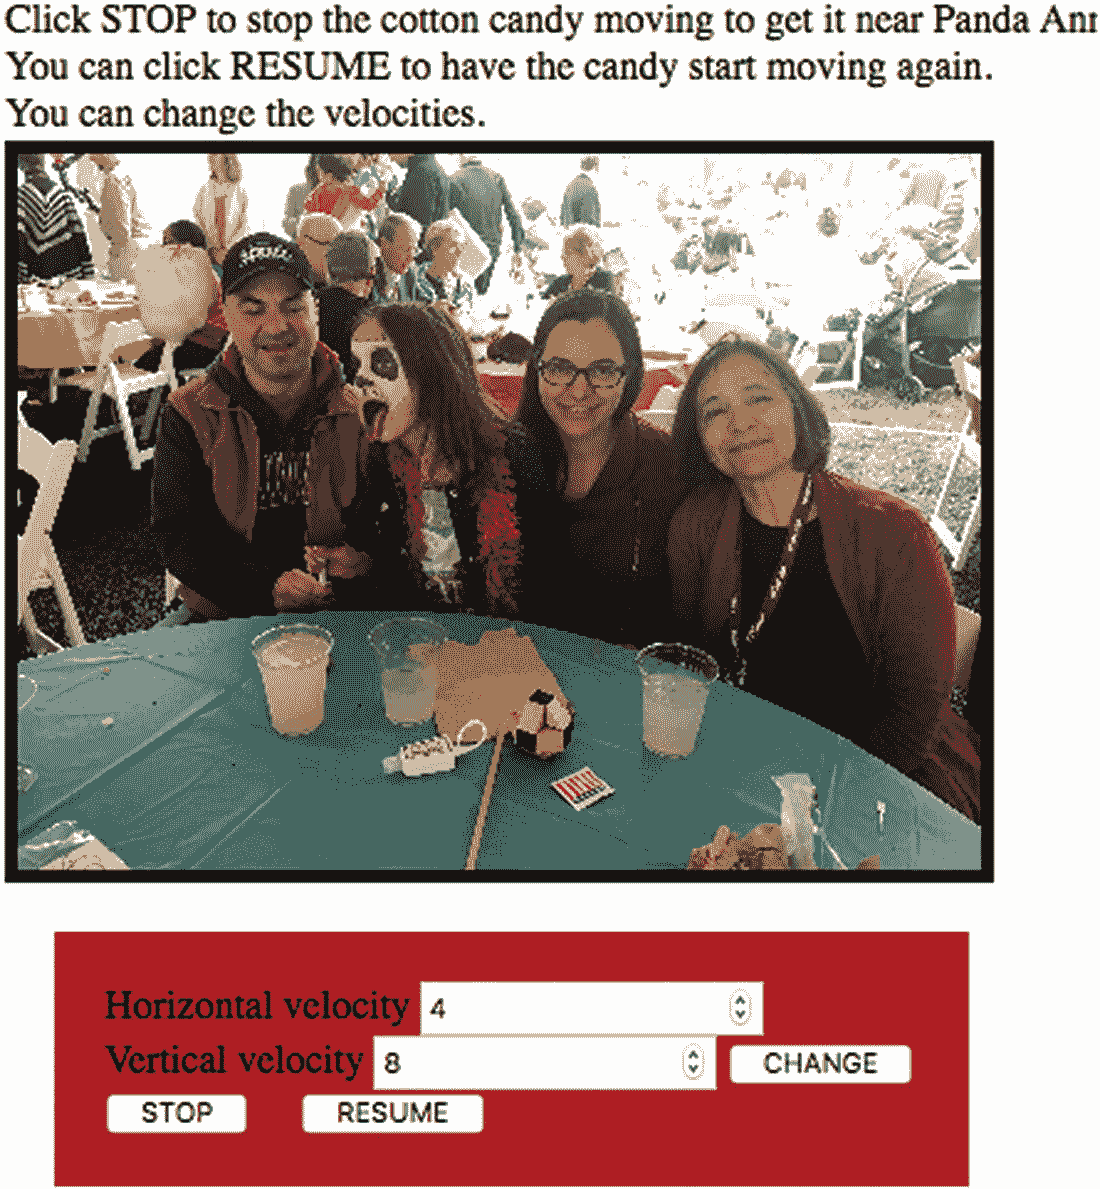 Click STOP to stop the cotton candy moving to get it near Panda
You can click RESUME to have the candy start moving again.
You can change the velocities.
Horizontal velocity 4
Vertical velocity 8 CHANGE
STOP RESUME